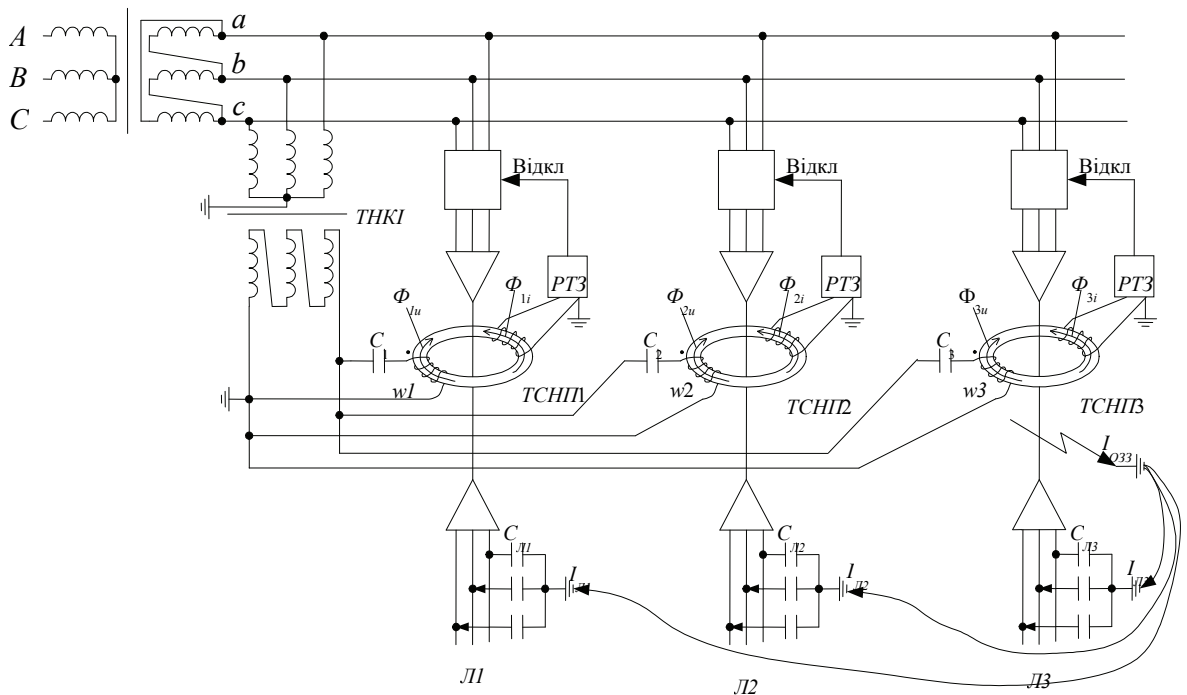 A
B
C
a
b
c
Відкл
Відкл
Відкл
ТНКІ
РТЗ
РТЗ
РТЗ
Ф1u
Ф1i
Ф2u
Ф2i
Ф3u
Ф3i
C1
C2
C3
w1
w2
w3
ТСНП1
ТСНП2
ТСНП3
IОЗЗ
CЛ1
CЛ2
CЛ3
IЛ1
IЛ2
Л1
Л2
Л3